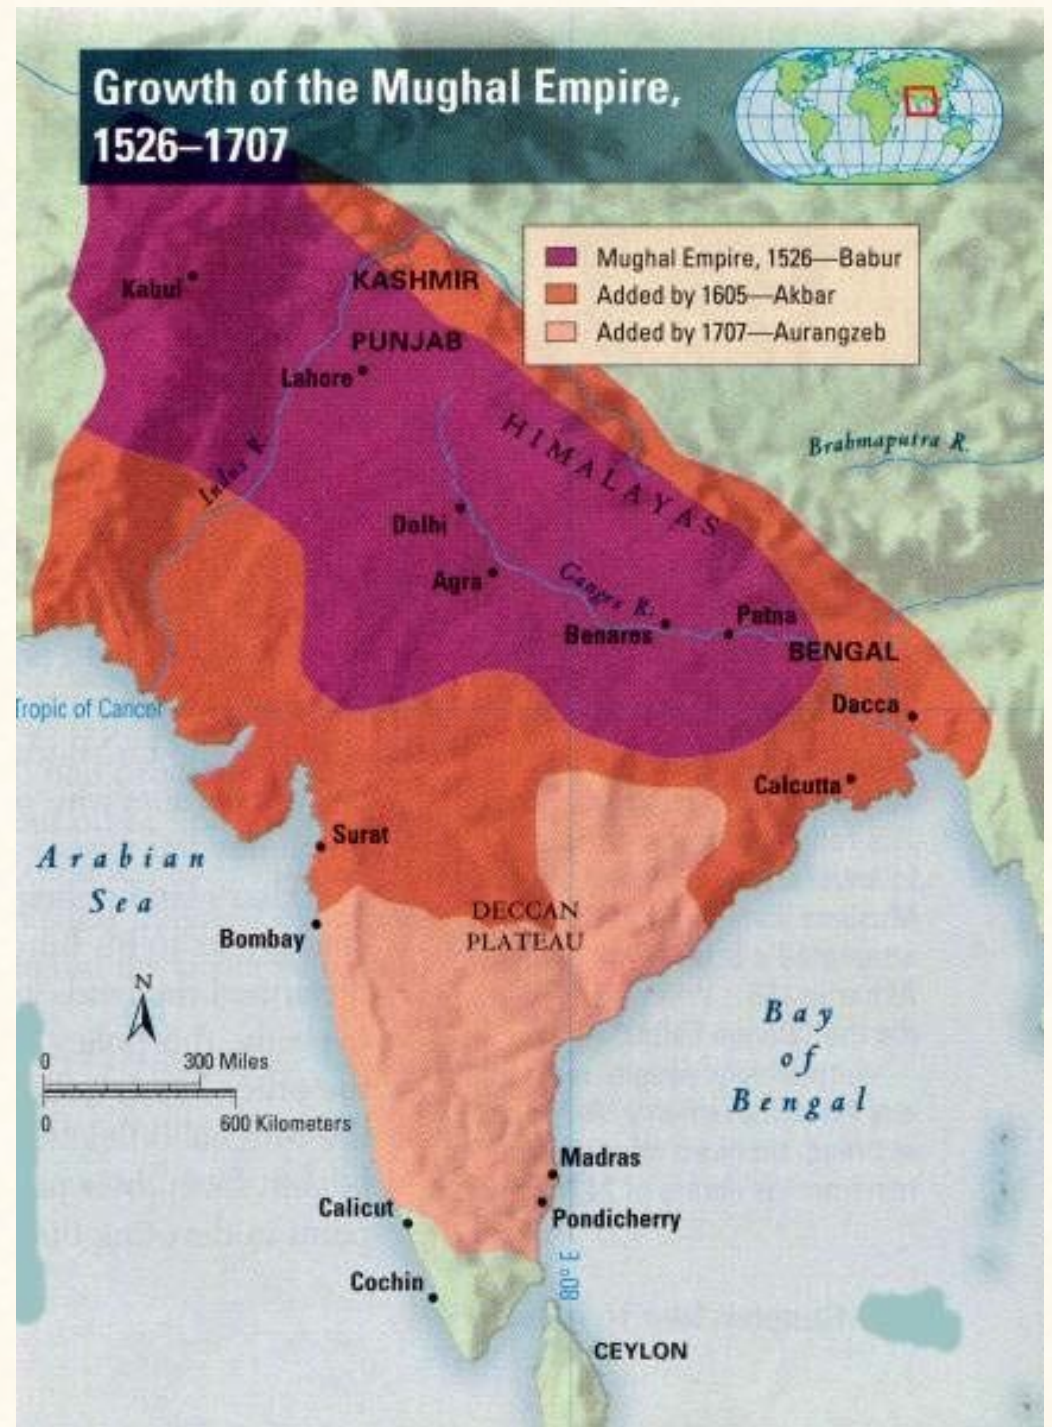 Growth of the Mughal Empire,
1526–1707
Mughal Empire, 1526—Babur
Added by 1605—Akbar
Added by 1707—Aurangzeb
Kabul
KASHMIR
PUNJAB
Lahore
HIMALAYAS
Brahmaputra R.
Indus R.
Delhi
Agra
Ganges R.
Benares
Patna
BENGAL
Tropic of Cancer
Dacca
Calcutta
Surat
Arabian
Sea
DECCAN
PLATEAU
Bombay
N
Bay
of
Bengal
0
300 Miles
0
600 Kilometers
Madras
Calicut
Pondicherry
80° E
Cochin
CEYLON